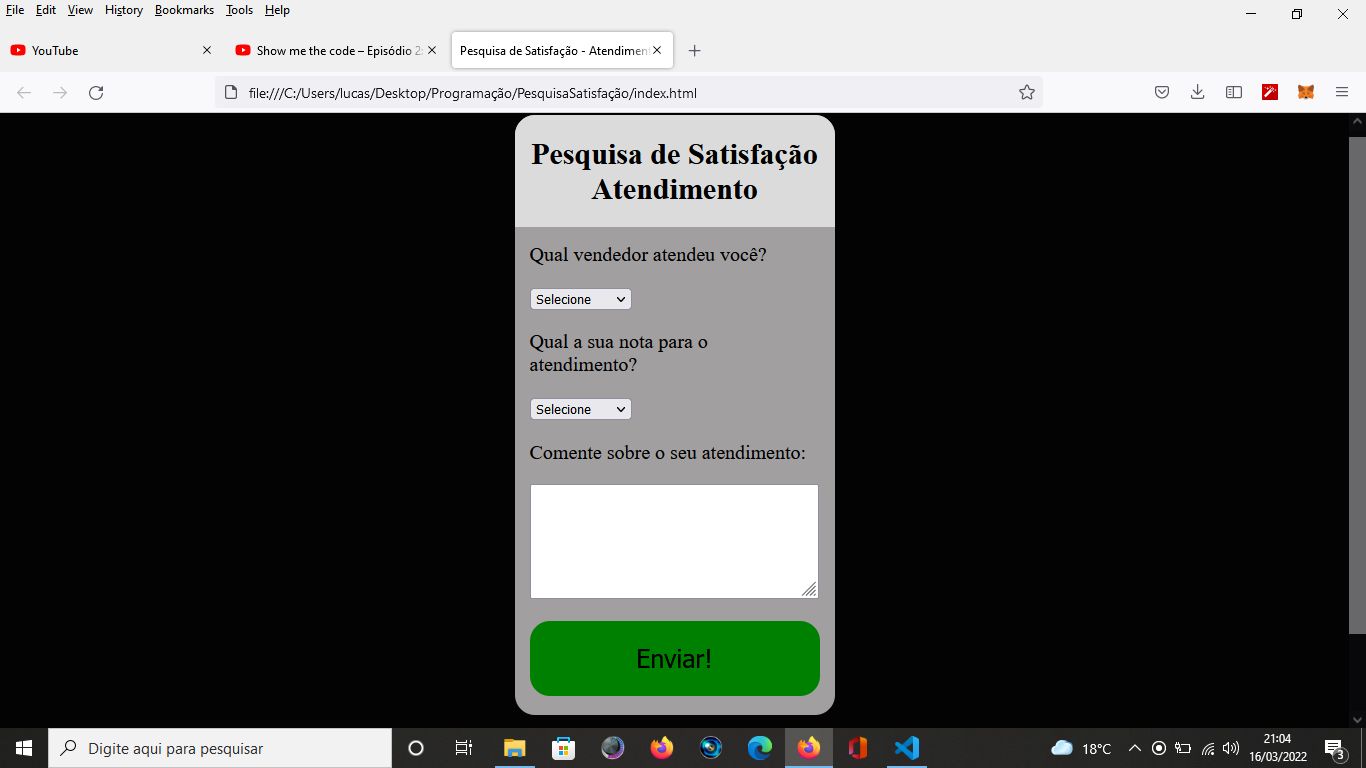 File Edit View History Bookmarks Tools Help
YouTube
Show me the code – Episódio 2
Pesquisa de Satisfação - Atendimen
file:///C:/Users/lucas/Desktop/Programação/PesquisaSatisfação/index.html
Pesquisa de Satisfação
Atendimento
Qual vendedor atendeu você?
Selecione
Qual a sua nota para o
atendimento?
Selecione
Comente sobre o seu atendimento:
Enviar!
Digite aqui para pesquisar
18°C
21:04
16/03/2022
3